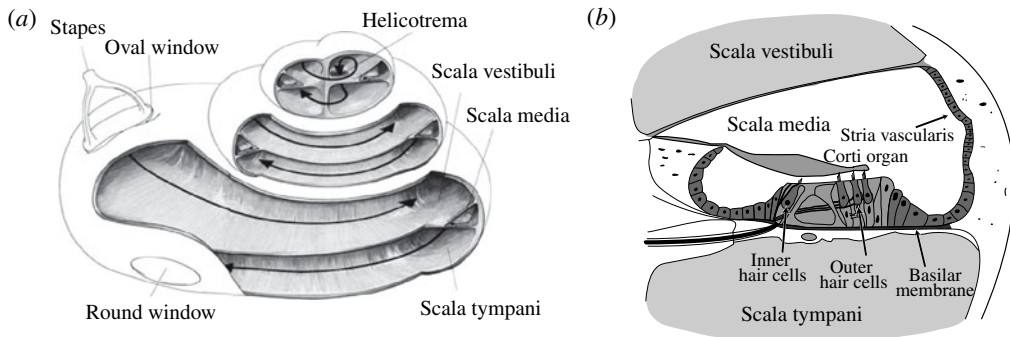 (a)
Stapes
Oval window
Helicotrema
Scala vestibuli
Scala media
Round window
Scala tympani
(b)
Scala vestibuli
Scala media
Stria vascularis
Corti organ
Inner
hair cells
Outer
hair cells
Basilar
membrane
Scala tympani